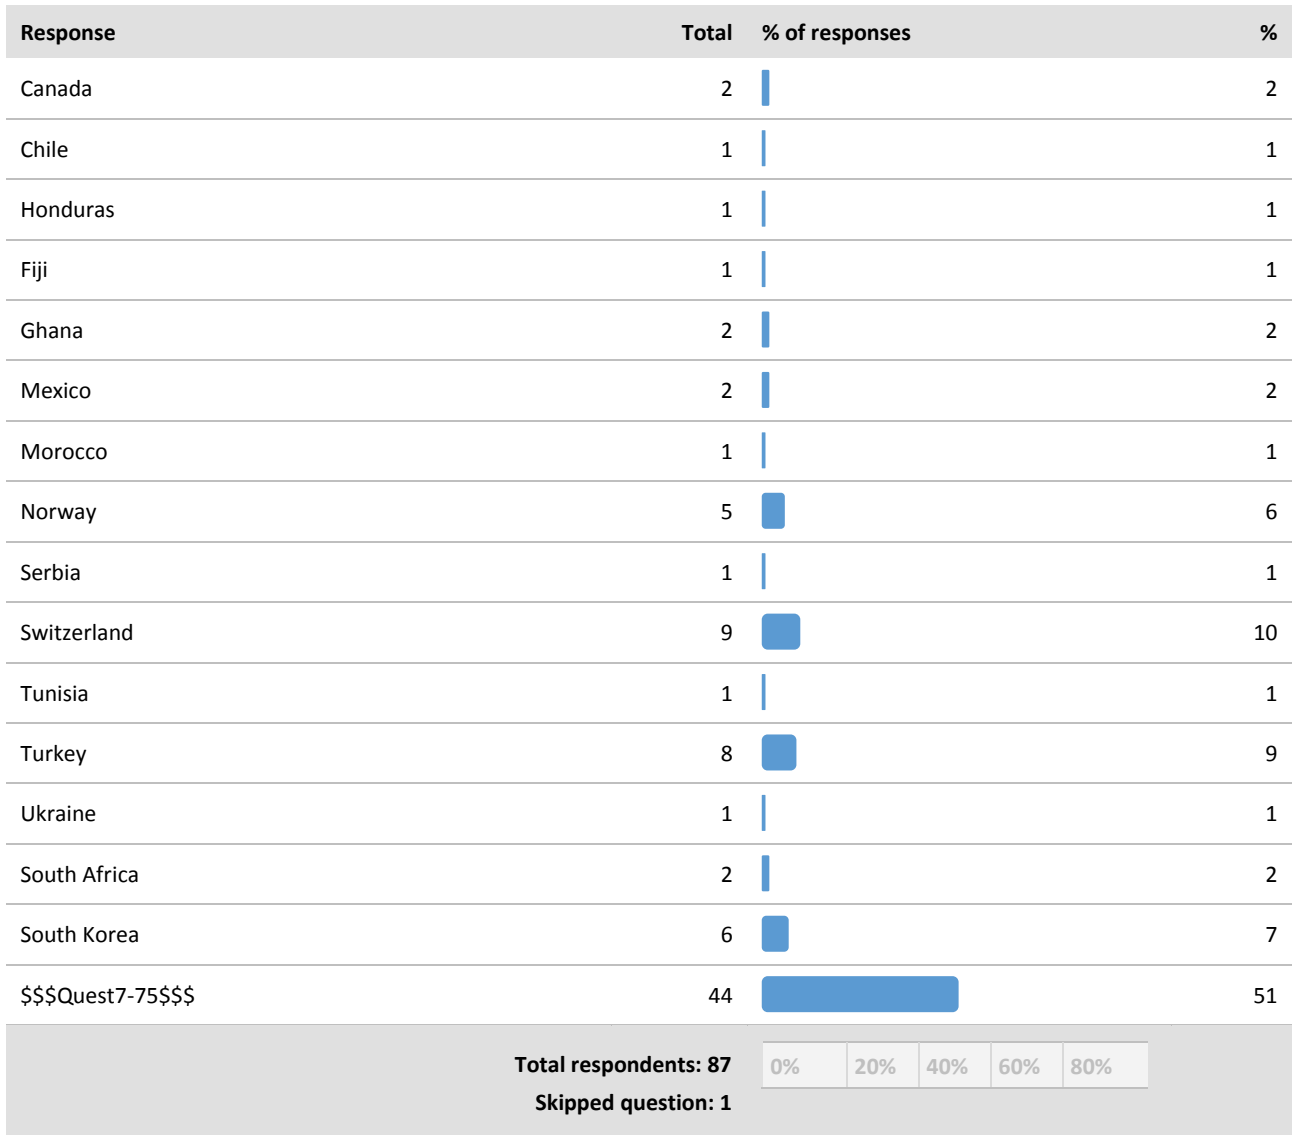 Response Total % of responses %
Canada 2 2
Chile 1 1
Honduras 1 1
Fiji 1 1
Ghana 2 2
Mexico 2 2
Morocco 1 1
Norway 5 6
Serbia 1 1
Switzerland 9 10
Tunisia 1 1
Turkey 8 9
Ukraine 1 1
South Africa 2 2
South Korea 6 7
$$$Quest7-75$$$ 44 51
Total respondents: 87 0% 20% 40% 60% 80%
Skipped question: 1